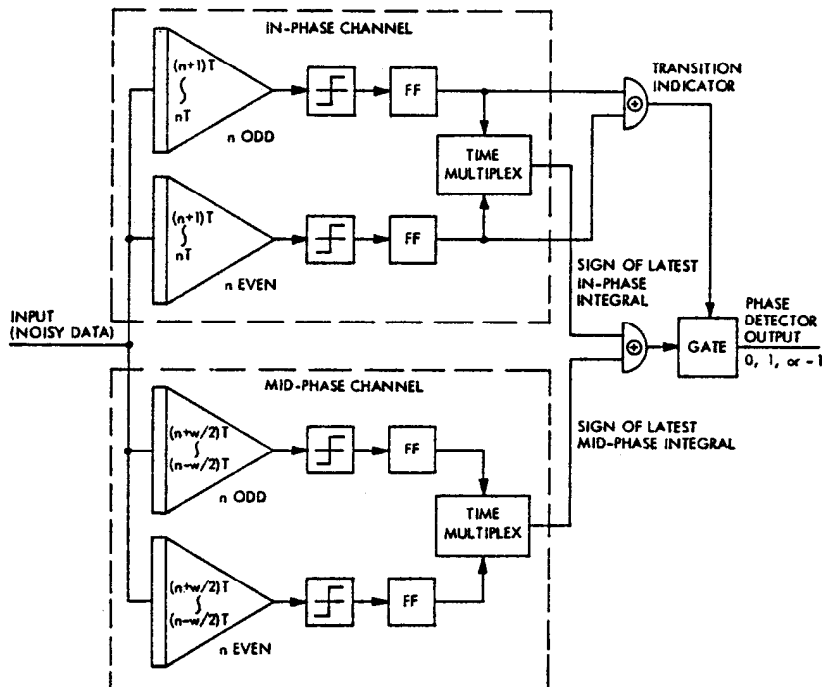 IN-PHASE CHANNEL
(n+1)T
∫
nT
n ODD
FF
TIME
MULTIPLEX
TRANSITION
INDICATOR
⊕
(n+1)T
∫
nT
n EVEN
FF
SIGN OF LATEST
IN-PHASE
INTEGRAL
INPUT
(NOISY DATA)
⊕
GATE
PHASE
DETECTOR
OUTPUT
0, 1, or -1
MID-PHASE CHANNEL
SIGN OF LATEST
MID-PHASE INTEGRAL
(n+w/2)T
∫
(n-w/2)T
n ODD
FF
TIME
MULTIPLEX
(n+w/2)T
∫
(n-w/2)T
n EVEN
FF